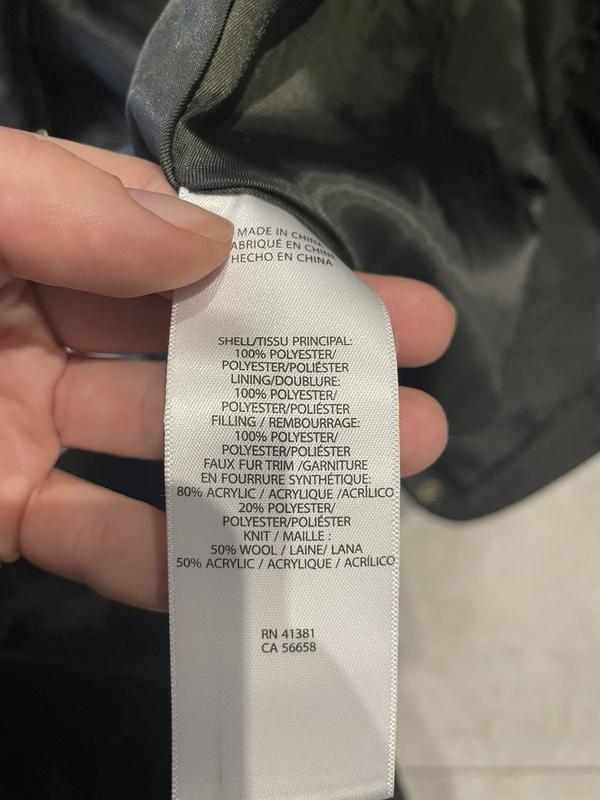 MADE IN CHINA
FABRIQUÉ EN CHINE
HECHO EN CHINA
SHELL/TISSU PRINCIPAL:
100% POLYESTER/
POLYESTER/POLIÉSTER
LINING/DOUBLURE:
100% POLYESTER/
POLYESTER/POLIÉSTER
FILLING / REMBOURRAGE:
100% POLYESTER/
POLYESTER/POLIÉSTER
FAUX FUR TRIM /GARNITURE
EN FOURRURE SYNTHÉTIQUE:
80% ACRYLIC / ACRYLIQUE /ACRÍLICO
20% POLYESTER/
POLYESTER/POLIÉSTER
KNIT / MAILLE :
50% WOOL / LAINE/ LANA
50% ACRYLIC / ACRYLIQUE / ACRÍLICO
RN 41381
CA 56658